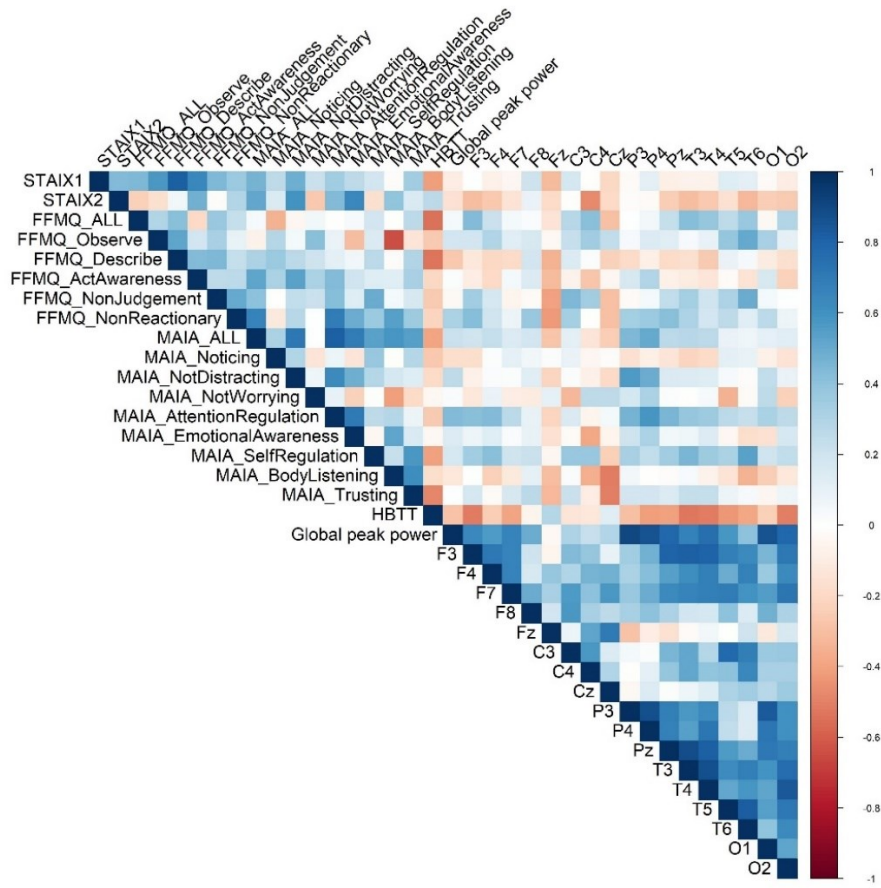 STAIX1
STAIX2
FFMQ_ALL
FFMQ_Observe
FFMQ_Describe
FFMQ_ActAwareness
FFMQ_NonJudgement
FFMQ_NonReactionary
MAIA_ALL
MAIA_Noticing
MAIA_NotDistracting
MAIA_NotWorrying
MAIA_AttentionRegulation
MAIA_EmotionalAwareness
MAIA_SelfRegulation
MAIA_BodyListening
MAIA_Trusting
HBTT
Global peak power
F3
F4
F7
F8
Fz
C3
C4
Cz
P3
P4
Pz
T3
T4
T5
T6
O1
O2
STAIX1
STAIX2
FFMQ_ALL
FFMQ_Observe
FFMQ_Describe
FFMQ_ActAwareness
FFMQ_NonJudgement
FFMQ_NonReactionary
MAIA_ALL
MAIA_Noticing
MAIA_NotDistracting
MAIA_NotWorrying
MAIA_AttentionRegulation
MAIA_EmotionalAwareness
MAIA_SelfRegulation
MAIA_BodyListening
MAIA_Trusting
HBTT
Global peak power
F3
F4
F7
F8
Fz
C3
C4
Cz
P3
P4
Pz
T3
T4
T5
T6
O1
O2
1
0.8
0.6
0.4
0.2
0
-0.2
-0.4
-0.6
-0.8
-1